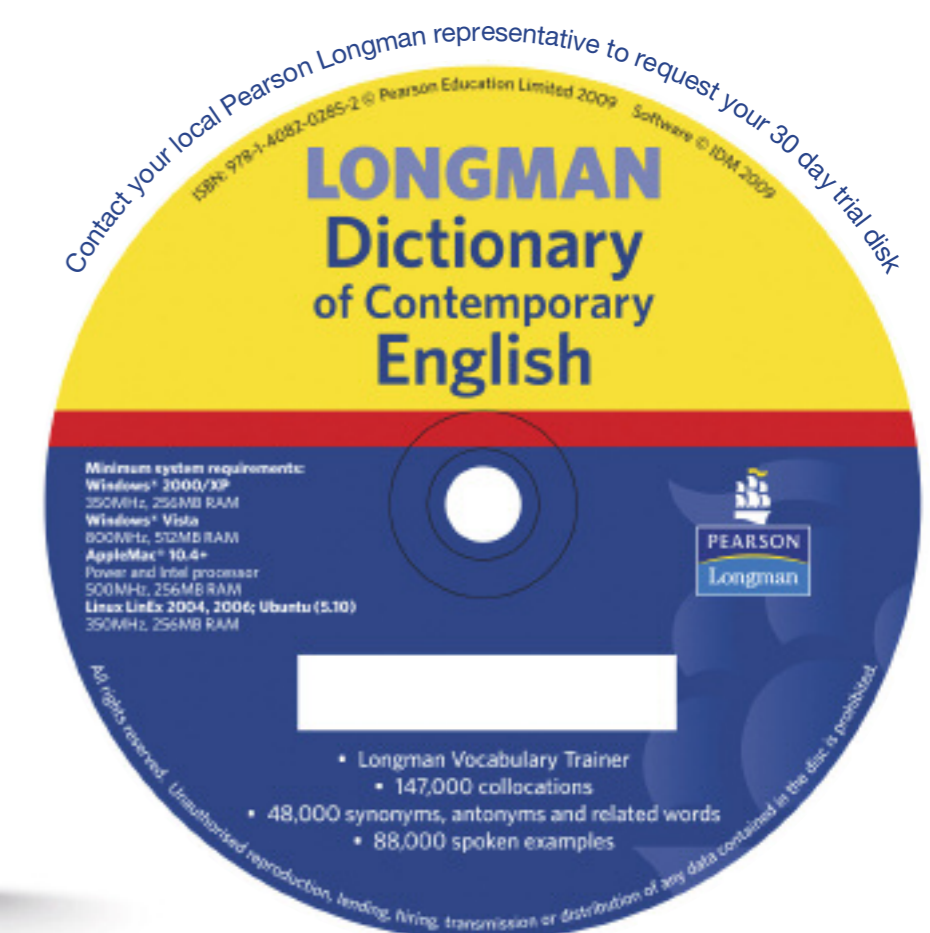 Contact your local Pearson Longman representative to request your 30 day trial disk
ISBN: 978-1-4082-0285-2 © Pearson Education Limited 2009 Software © IDM 2009
LONGMAN
Dictionary
of Contemporary
English
Minimum system requirements:
Windows® 2000/XP
350MHz, 256MB RAM
Windows® Vista
800MHz, 512MB RAM
AppleMac® 10.4+
Power and Intel processor
500MHz, 256MB RAM
Linux LinEx 2004, 2006; Ubuntu (5.10)
350MHz, 256MB RAM
PEARSON
Longman
• Longman Vocabulary Trainer
• 147,000 collocations
• 48,000 synonyms, antonyms and related words
• 88,000 spoken examples
All rights reserved. Unauthorised reproduction, lending, hiring, transmission or distribution of any data contained in the disc is prohibited.